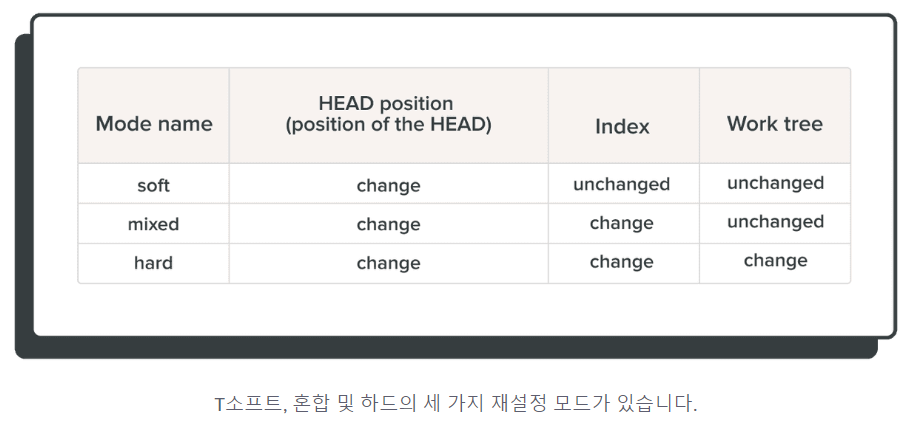 Mode name HEAD position Index Work tree
(position of the HEAD)
soft change unchanged unchanged
mixed change change unchanged
hard change change change
T소프트, 혼합 및 하드의 세 가지 재설정 모드가 있습니다.